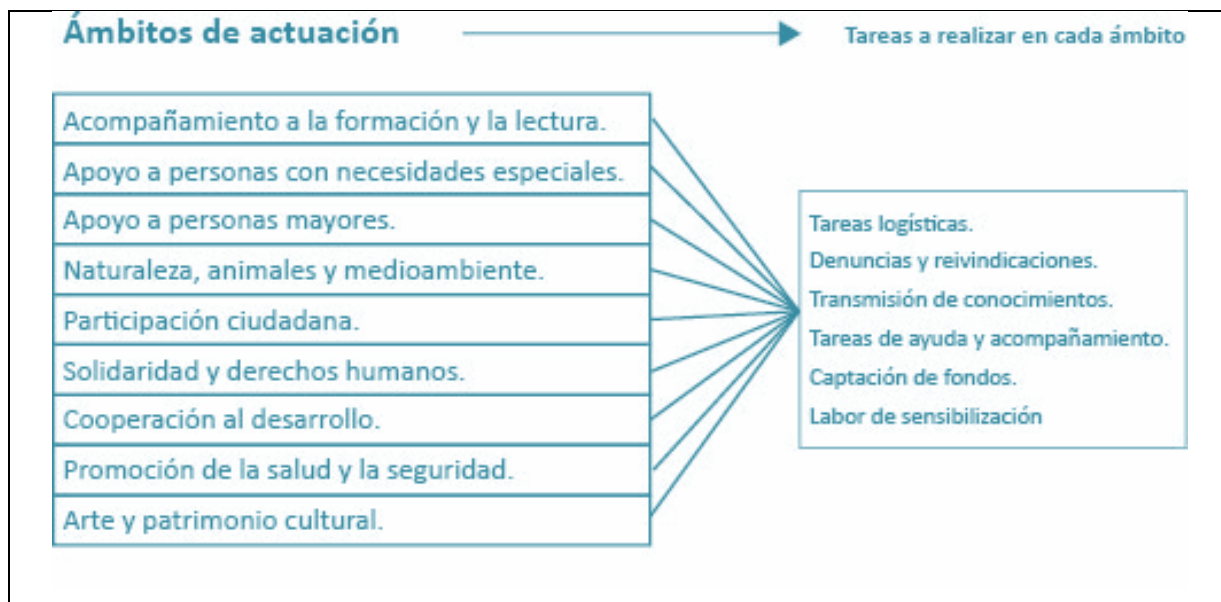 Ámbitos de actuación
Tareas a realizar en cada ámbito
Acompañamiento a la formación y la lectura.
Apoyo a personas con necesidades especiales.
Apoyo a personas mayores.
Naturaleza, animales y medioambiente.
Participación ciudadana.
Solidaridad y derechos humanos.
Cooperación al desarrollo.
Promoción de la salud y la seguridad.
Arte y patrimonio cultural.
Tareas logísticas.
Denuncias y reivindicaciones.
Transmisión de conocimientos.
Tareas de ayuda y acompañamiento.
Captación de fondos.
Labor de sensibilización